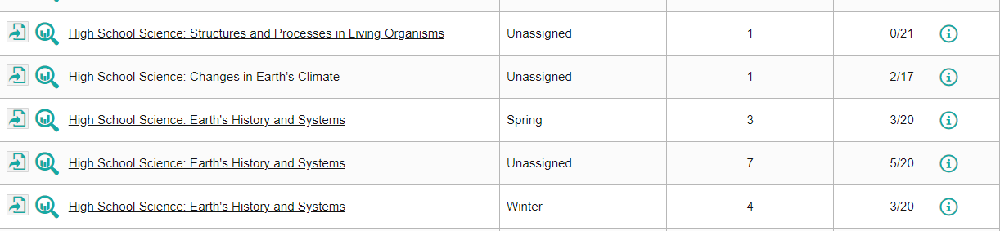 High School Science: Structures and Processes in Living Organisms Unassigned 1 0/21
High School Science: Changes in Earth's Climate Unassigned 1 2/17
High School Science: Earth's History and Systems Spring 3 3/20
High School Science: Earth's History and Systems Unassigned 7 5/20
High School Science: Earth's History and Systems Winter 4 3/20